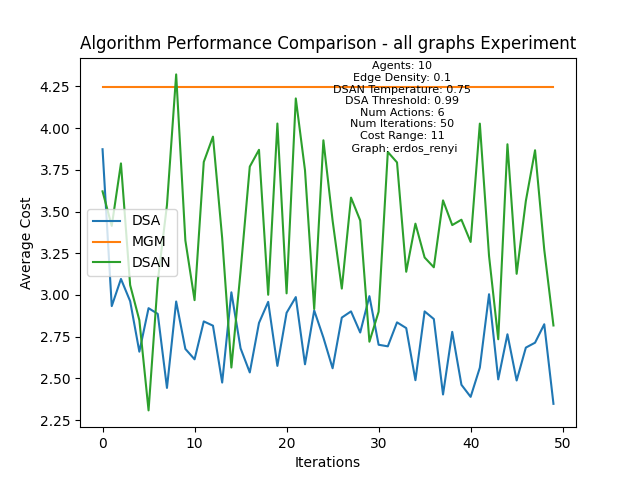 Algorithm Performance Comparison - all graphs Experiment
Agents: 10
Edge Density: 0.1
DSAN Temperature: 0.75
DSA Threshold: 0.99
Num Actions: 6
Num Iterations: 50
Cost Range: 11
Graph: erdos_renyi
Average Cost
4.25
4.00
3.75
3.50
3.25
3.00
2.75
2.50
2.25
DSA
MGM
DSAN
0 10 20 30 40 50
Iterations